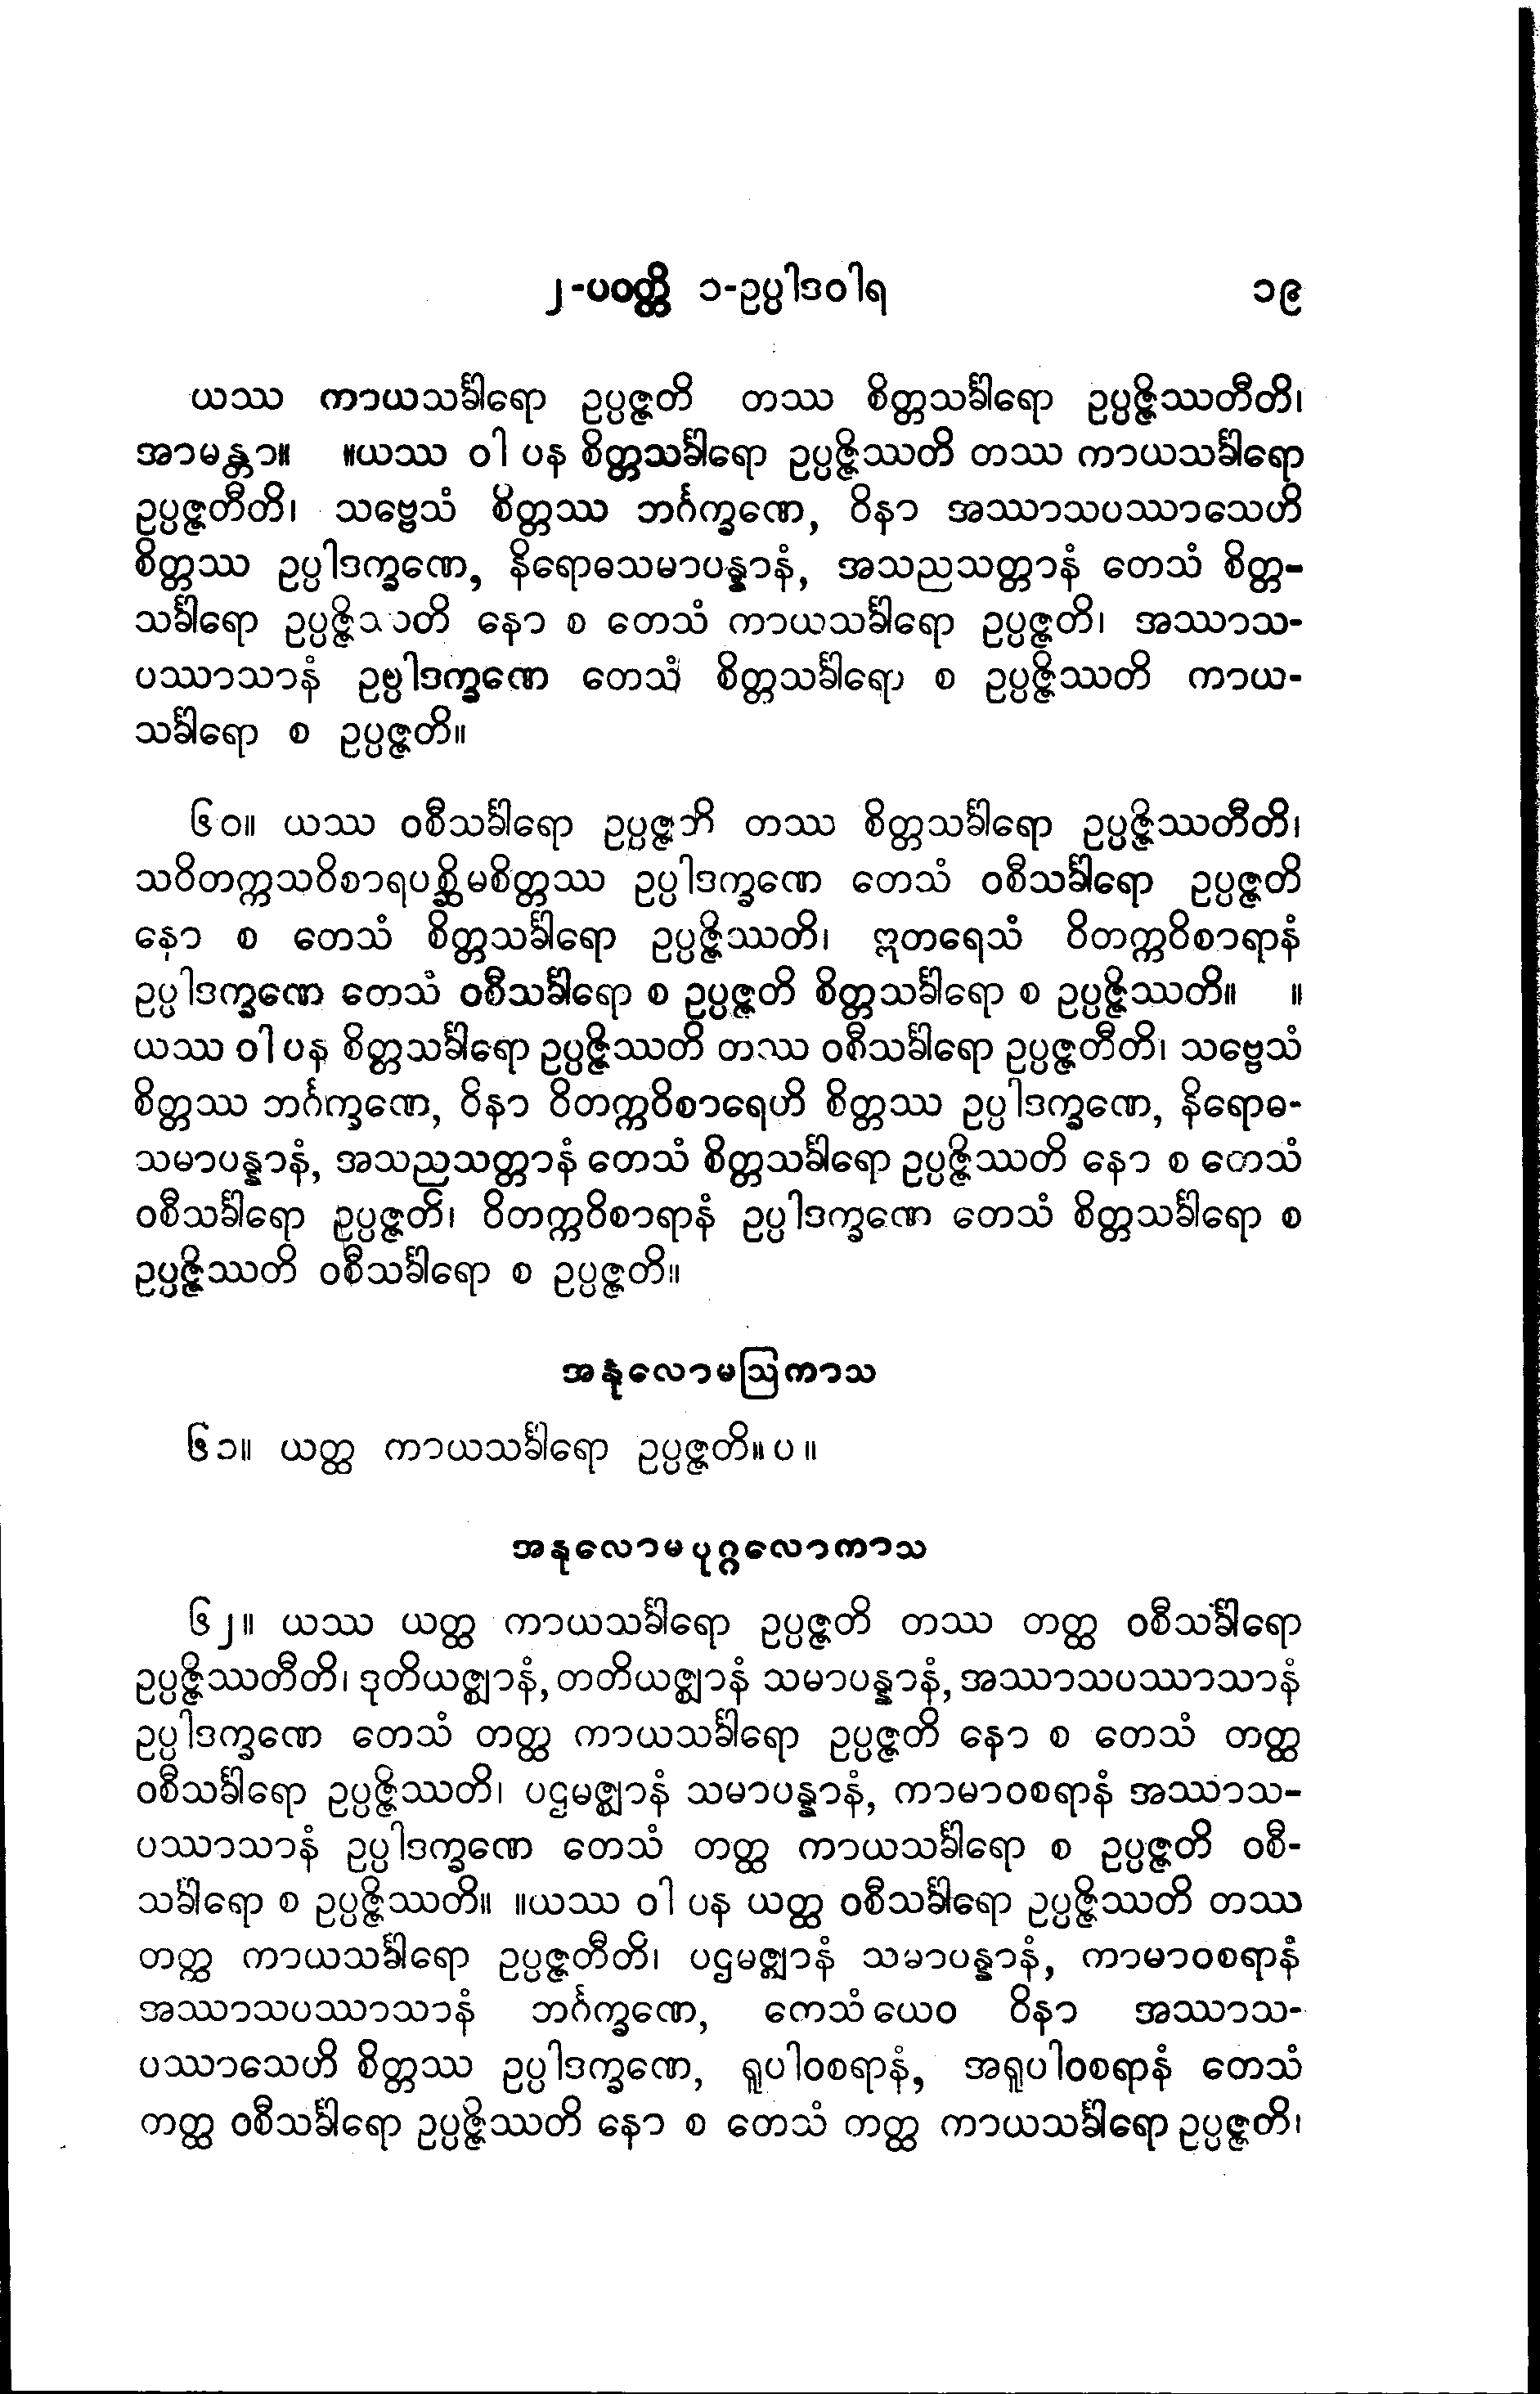 ၂-ပဝတ္တိ ၁-ဥပ္ပါဒဝါရ ၁၉
ယဿ ကာယသင်္ခါရော ဥပ္ပဇ္ဇတိ တဿ စိတ္တသင်္ခါရော ဥပ္ပဇ္ဇိဿတီတိ၊
အာမန္တာ။ ။ယဿ ဝါ ပန စိတ္တသင်္ခါရော ဥပ္ပဇ္ဇိဿတိ တဿ ကာယသင်္ခါရော
ဥပ္ပဇ္ဇတီတိ၊ သဗ္ဗေသံ စိတ္တဿ ဘင်္ဂက္ခဏေ, ဝိနာ အဿာသပဿာသေဟိ
စိတ္တဿ ဥပ္ပါဒက္ခဏေ, နိရောဓသမာပန္နာနံ, အသညသတ္တာနံ တေသံ စိတ္တ-
သင်္ခါရော ဥပ္ပဇ္ဇိဿတိ နော စ တေသံ ကာယသင်္ခါရော ဥပ္ပဇ္ဇတိ၊ အဿာသ-
ပဿာသာနံ ဥပ္ပါဒက္ခဏေ တေသံ စိတ္တသင်္ခါရော စ ဥပ္ပဇ္ဇိဿတိ ကာယ-
သင်္ခါရော စ ဥပ္ပဇ္ဇတိ။
၆၀။ ယဿ ဝစီသင်္ခါရော ဥပ္ပဇ္ဇတိ တဿ စိတ္တသင်္ခါရော ဥပ္ပဇ္ဇိဿတီတိ၊
သဝိတက္ကသဝိစာရပစ္ဆိမစိတ္တဿ ဥပ္ပါဒက္ခဏေ တေသံ ဝစီသင်္ခါရော ဥပ္ပဇ္ဇတိ
နော စ တေသံ စိတ္တသင်္ခါရော ဥပ္ပဇ္ဇိဿတိ၊ ဣတရေသံ ဝိတက္ကဝိစာရာနံ
ဥပ္ပါဒက္ခဏေ တေသံ ဝစီသင်္ခါရော စ ဥပ္ပဇ္ဇတိ စိတ္တသင်္ခါရော စ ဥပ္ပဇ္ဇိဿတိ။ ။
ယဿ ဝါ ပန စိတ္တသင်္ခါရော ဥပ္ပဇ္ဇိဿတိ တဿ ဝစီသင်္ခါရော ဥပ္ပဇ္ဇတီတိ၊ သဗ္ဗေသံ
စိတ္တဿ ဘင်္ဂက္ခဏေ, ဝိနာ ဝိတက္ကဝိစာရေဟိ စိတ္တဿ ဥပ္ပါဒက္ခဏေ, နိရောဓ-
သမာပန္နာနံ, အသညသတ္တာနံ တေသံ စိတ္တသင်္ခါရော ဥပ္ပဇ္ဇိဿတိ နော စ တေသံ
ဝစီသင်္ခါရော ဥပ္ပဇ္ဇတိ၊ ဝိတက္ကဝိစာရာနံ ဥပ္ပါဒက္ခဏေ တေသံ စိတ္တသင်္ခါရော စ
ဥပ္ပဇ္ဇိဿတိ ဝစီသင်္ခါရော စ ဥပ္ပဇ္ဇတိ။
အနုလောမဩကာသ
၆၁။ ယတ္ထ ကာယသင်္ခါရော ဥပ္ပဇ္ဇတိ။ပ။
အနုလောမပုဂ္ဂလောကာသ
၆၂။ ယဿ ယတ္ထ ကာယသင်္ခါရော ဥပ္ပဇ္ဇတိ တဿ တတ္ထ ဝစီသင်္ခါရော
ဥပ္ပဇ္ဇိဿတီတိ၊ ဒုတိယဇ္ဈာနံ, တတိယဇ္ဈာနံ သမာပန္နာနံ, အဿာသပဿာသာနံ
ဥပ္ပါဒက္ခဏေ တေသံ တတ္ထ ကာယသင်္ခါရော ဥပ္ပဇ္ဇတိ နော စ တေသံ တတ္ထ
ဝစီသင်္ခါရော ဥပ္ပဇ္ဇိဿတိ၊ ပဌမဇ္ဈာနံ သမာပန္နာနံ, ကာမာဝစရာနံ အဿာသ-
ပဿာသာနံ ဥပ္ပါဒက္ခဏေ တေသံ တတ္ထ ကာယသင်္ခါရော စ ဥပ္ပဇ္ဇတိ ဝစီ-
သင်္ခါရော စ ဥပ္ပဇ္ဇိဿတိ။ ။ယဿ ဝါ ပန ယတ္ထ ဝစီသင်္ခါရော ဥပ္ပဇ္ဇိဿတိ တဿ
တတ္ထ ကာယသင်္ခါရော ဥပ္ပဇ္ဇတီတိ၊ ပဌမဇ္ဈာနံ သမာပန္နာနံ, ကာမာဝစရာနံ
အဿာသပဿာသာနံ ဘင်္ဂက္ခဏေ, တေသံယေဝ ဝိနာ အဿာသ-
ပဿာသေဟိ စိတ္တဿ ဥပ္ပါဒက္ခဏေ, ရူပါဝစရာနံ, အရူပါဝစရာနံ တေသံ
တတ္ထ ဝစီသင်္ခါရော ဥပ္ပဇ္ဇိဿတိ နော စ တေသံ တတ္ထ ကာယသင်္ခါရော ဥပ္ပဇ္ဇတိ၊